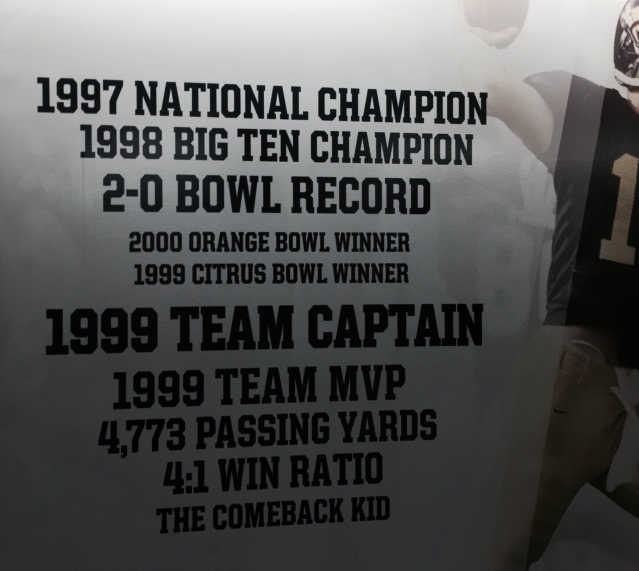 1997 NATIONAL CHAMPION
1998 BIG TEN CHAMPION
2-0 BOWL RECORD
2000 ORANGE BOWL WINNER
1999 CITRUS BOWL WINNER
1999 TEAM CAPTAIN
1999 TEAM MVP
4,773 PASSING YARDS
4:1 WIN RATIO
THE COMEBACK KID
1